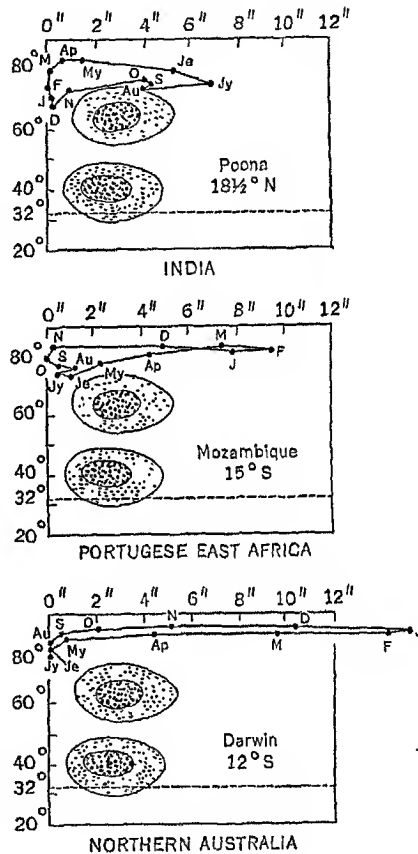 0" 2" 4" 6" 8" 10" 12"
80°
60°
40°
32°
20°
M Ap Je
My
J F O S Jy
D N Au
Poona
18½° N
INDIA
0" 2" 4" 6" 8" 10" 12"
80°
60°
40°
32°
20°
N D M
S Au J F
O Jy Je My Ap
Mozambique
15° S
PORTUGESE EAST AFRICA
0" 2" 4" 6" 8" 10" 12"
80°
60°
40°
32°
20°
Au S O N D J
My Ap M F
Jy Je
Darwin
12° S
NORTHERN AUSTRALIA